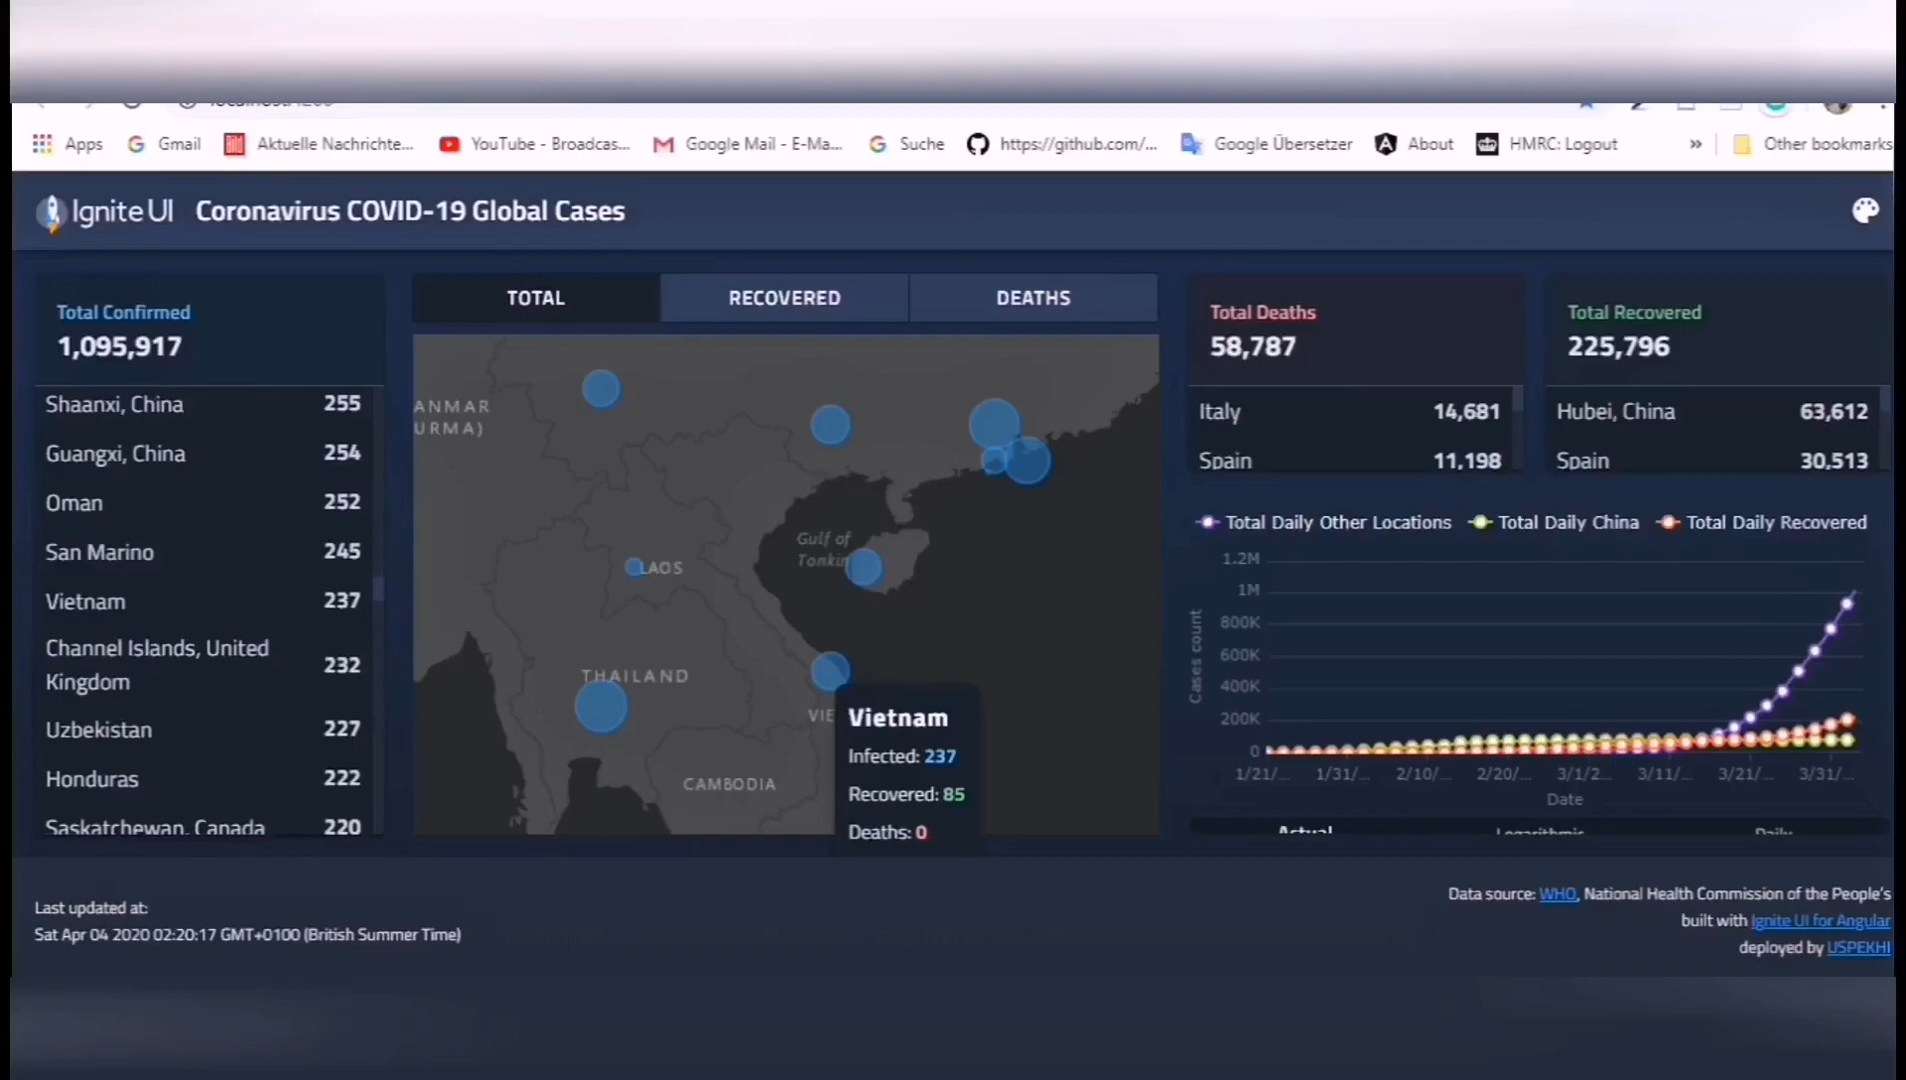 Apps Gmail Aktuelle Nachrichte... YouTube - Broadcas... Google Mail - E-Ma... Suche https://github.com/... Google Übersetzer About HMRC: Logout » Other bookmarks
Ignite UI Coronavirus COVID-19 Global Cases
Total Confirmed
1,095,917
Shaanxi, China 255
Guangxi, China 254
Oman 252
San Marino 245
Vietnam 237
Channel Islands, United
Kingdom 232
Uzbekistan 227
Honduras 222
Saskatchewan, Canada 220
TOTAL RECOVERED DEATHS
ANMAR
URMA)
Gulf of
Tonkin
LAOS
THAILAND
VIE
CAMBODIA
Vietnam
Infected: 237
Recovered: 85
Deaths: 0
Total Deaths
58,787
Italy 14,681
Spain 11,198
Total Recovered
225,796
Hubei, China 63,612
Spain 30,513
Total Daily Other Locations Total Daily China Total Daily Recovered
1.2M
1M
800K
600K
400K
200K
0
Cases count
1/21/... 1/31/... 2/10/... 2/20/... 3/1/2... 3/11/... 3/21/... 3/31/...
Date
Actual Logarithmic Daily
Last updated at:
Sat Apr 04 2020 02:20:17 GMT+0100 (British Summer Time)
Data source: WHO, National Health Commission of the People's
built with Ignite UI for Angular
deployed by USPEKHI